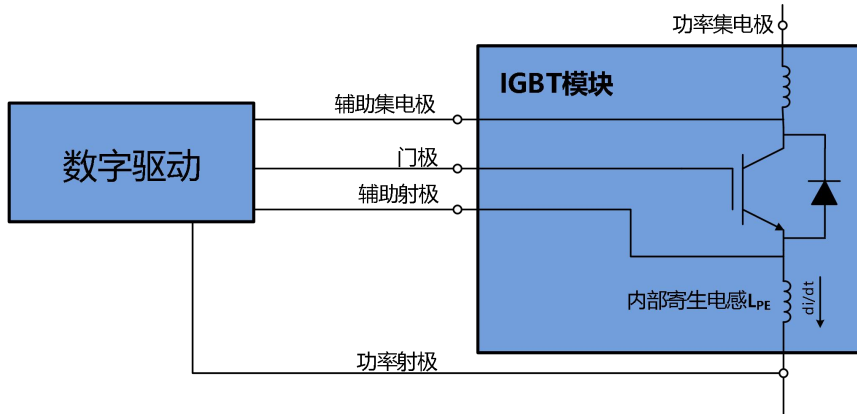 功率集电极
IGBT模块
辅助集电极
数字驱动
门极
辅助射极
内部寄生电感LPE
di/dt
功率射极